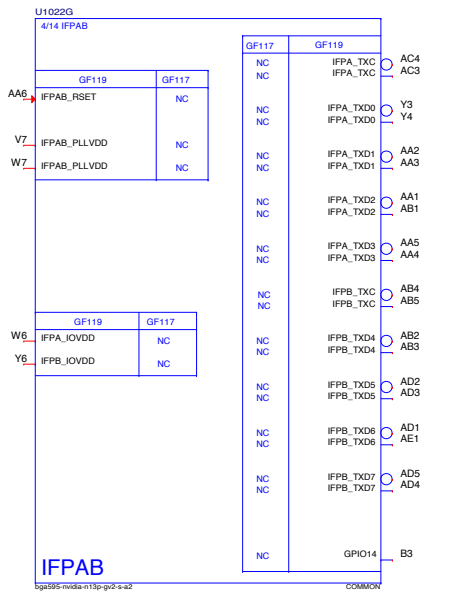 U1022G
4/14 IFPAB
GF117 GF119
NC IFPA_TXC AC4
NC IFPA_TXC AC3
GF119 GF117
AA6 IFPAB_RSET NC
NC IFPA_TXD0 Y3
NC IFPA_TXD0 Y4
V7 IFPAB_PLLVDD NC
W7 IFPAB_PLLVDD NC
NC IFPA_TXD1 AA2
NC IFPA_TXD1 AA3
NC IFPA_TXD2 AA1
NC IFPA_TXD2 AB1
NC IFPA_TXD3 AA5
NC IFPA_TXD3 AA4
NC IFPB_TXC AB4
NC IFPB_TXC AB5
GF119 GF117
W6 IFPA_IOVDD NC
Y6 IFPB_IOVDD NC
NC IFPB_TXD4 AB2
NC IFPB_TXD4 AB3
NC IFPB_TXD5 AD2
NC IFPB_TXD5 AD3
NC IFPB_TXD6 AD1
NC IFPB_TXD6 AE1
NC IFPB_TXD7 AD5
NC IFPB_TXD7 AD4
NC GPIO14 B3
IFPAB
bga595-nvidia-n13p-gv2-s-a2 COMMON